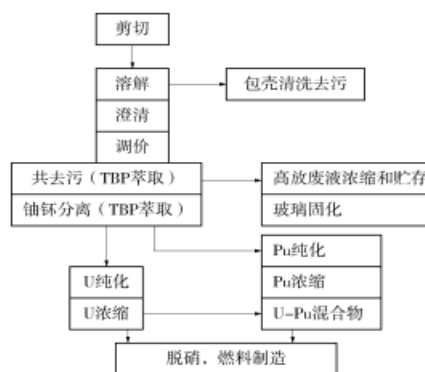 剪切
溶解
包壳清洗去污
澄清
调价
共去污（TBP萃取）
高放废液浓缩和贮存
铀钚分离（TBP萃取）
玻璃固化
Pu纯化
U纯化
Pu浓缩
U浓缩
U-Pu混合物
脱硝，燃料制造